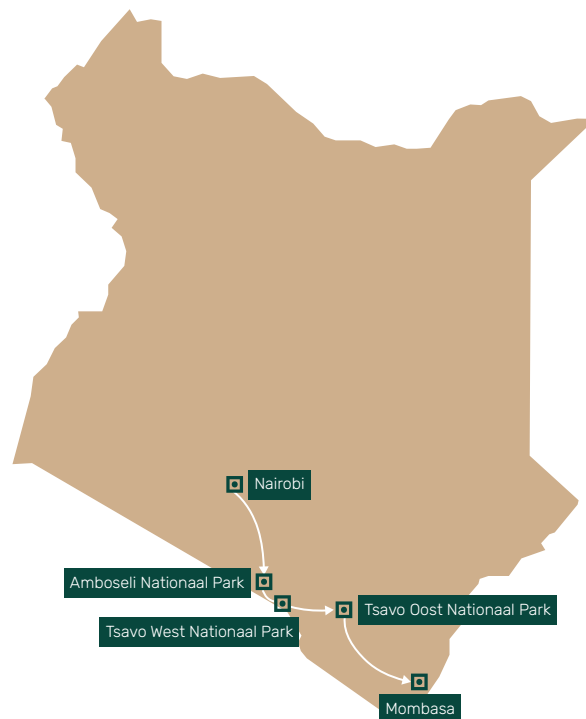 Nairobi
Amboseli Nationaal Park
Tsavo Oost Nationaal Park
Tsavo West Nationaal Park
Mombasa